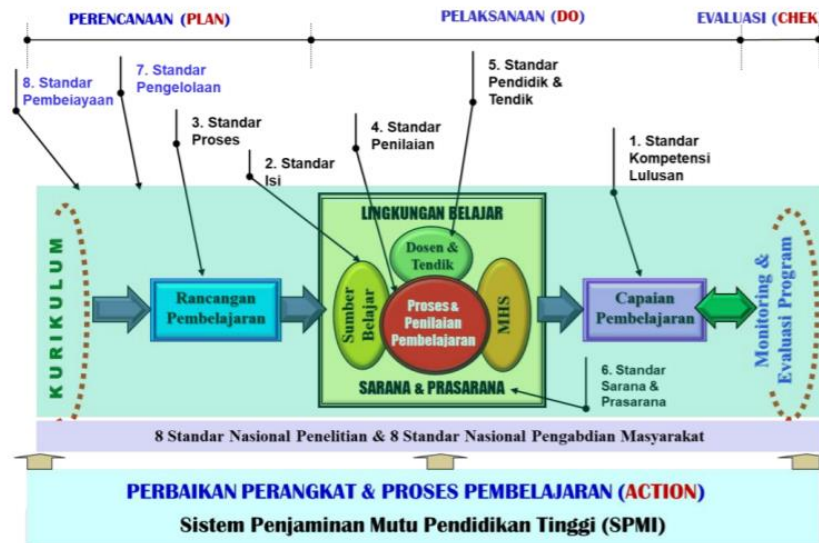 PERENCANAAN (PLAN)
PELAKSANAAN (DO)
EVALUASI (CHEK)
8. Standar
Pembeiayaan
7. Standar
Pengelolaan
3. Standar
Proses
2. Standar
Isi
4. Standar
Penilaian
5. Standar
Pendidik &
Tendik
1. Standar
Kompetensi
Lulusan
KURIKULUM
Rancangan
Pembelajaran
LINGKUNGAN BELAJAR
Dosen &
Tendik
Sumber
Belajar
Proses &
Penilaian
Pembelajaran
MHS
SARANA & PRASARANA
Capaian
Pembelajaran
6. Standar
Sarana &
Prasarana
Monitoring &
Evaluasi Program
8 Standar Nasional Penelitian & 8 Standar Nasional Pengabdian Masyarakat
PERBAIKAN PERANGKAT & PROSES PEMBELAJARAN (ACTION)
Sistem Penjaminan Mutu Pendidikan Tinggi (SPMI)